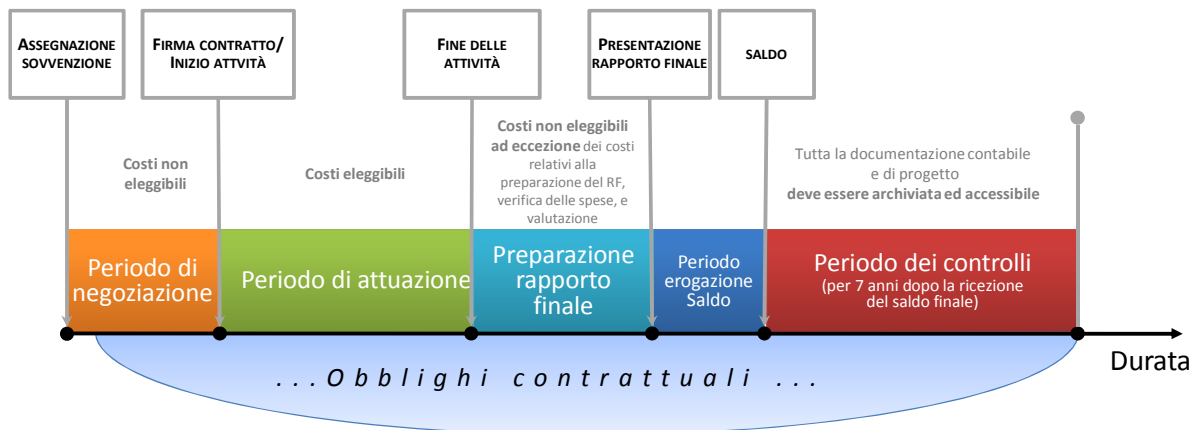 ASSEGNAZIONE
SOVVENZIONE
FIRMA CONTRATTO/
INIZIO ATTVITÀ
FINE DELLE
ATTIVITÀ
PRESENTAZIONE
RAPPORTO FINALE
SALDO
Costi non
eleggibili
Costi eleggibili
Costi non eleggibili
ad eccezione dei costi
relativi alla
preparazione del RF,
verifica delle spese, e
valutazione
Tutta la documentazione contabile
e di progetto
deve essere archiviata ed accessibile
Periodo di
negoziazione
Periodo di attuazione
Preparazione
rapporto
finale
Periodo
erogazione
Saldo
Periodo dei controlli
(per 7 anni dopo la ricezione
del saldo finale)
Durata
...Obblighi contrattuali ...